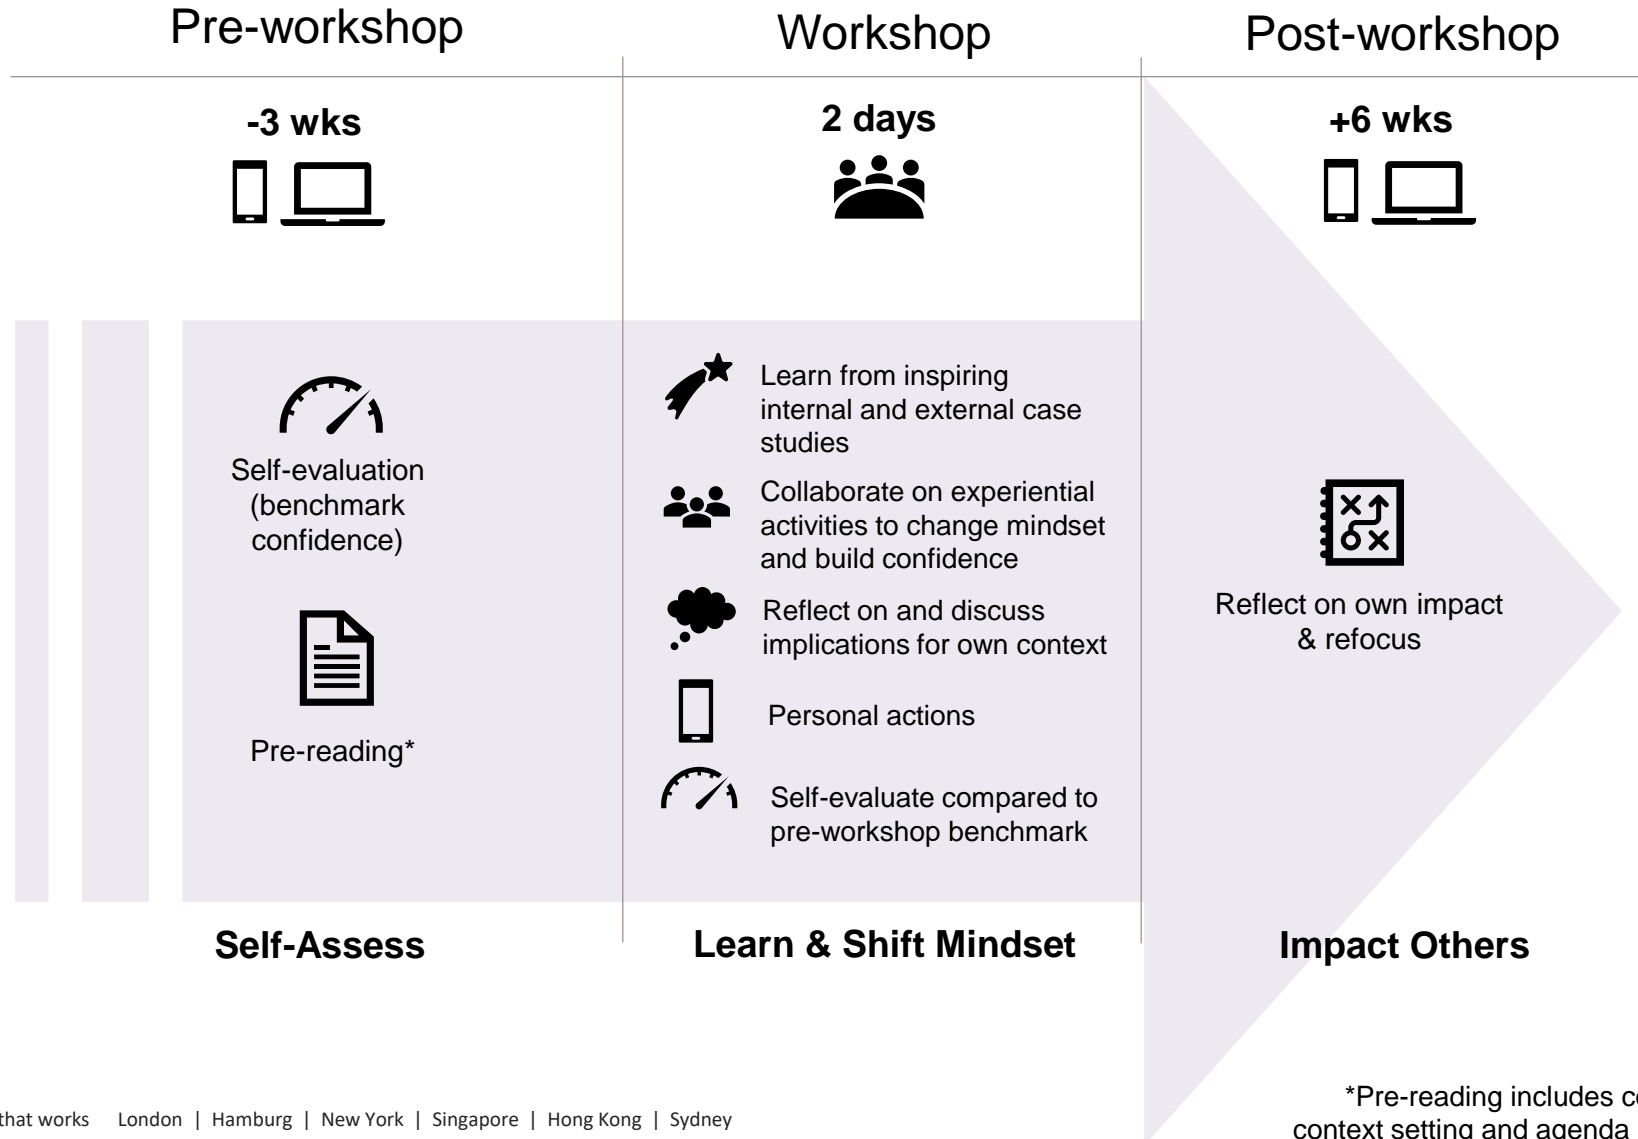 Pre-workshop
Workshop
Post-workshop
-3 wks
2 days
+6 wks
Self-evaluation
(benchmark
confidence)
Pre-reading*
Learn from inspiring
internal and external case
studies
Collaborate on experiential
activities to change mindset
and build confidence
Reflect on and discuss
implications for own context
Personal actions
Self-evaluate compared to
pre-workshop benchmark
Reflect on own impact
& refocus
Self-Assess
Learn & Shift Mindset
Impact Others
that works London | Hamburg | New York | Singapore | Hong Kong | Sydney
*Pre-reading includes
context setting and agenda